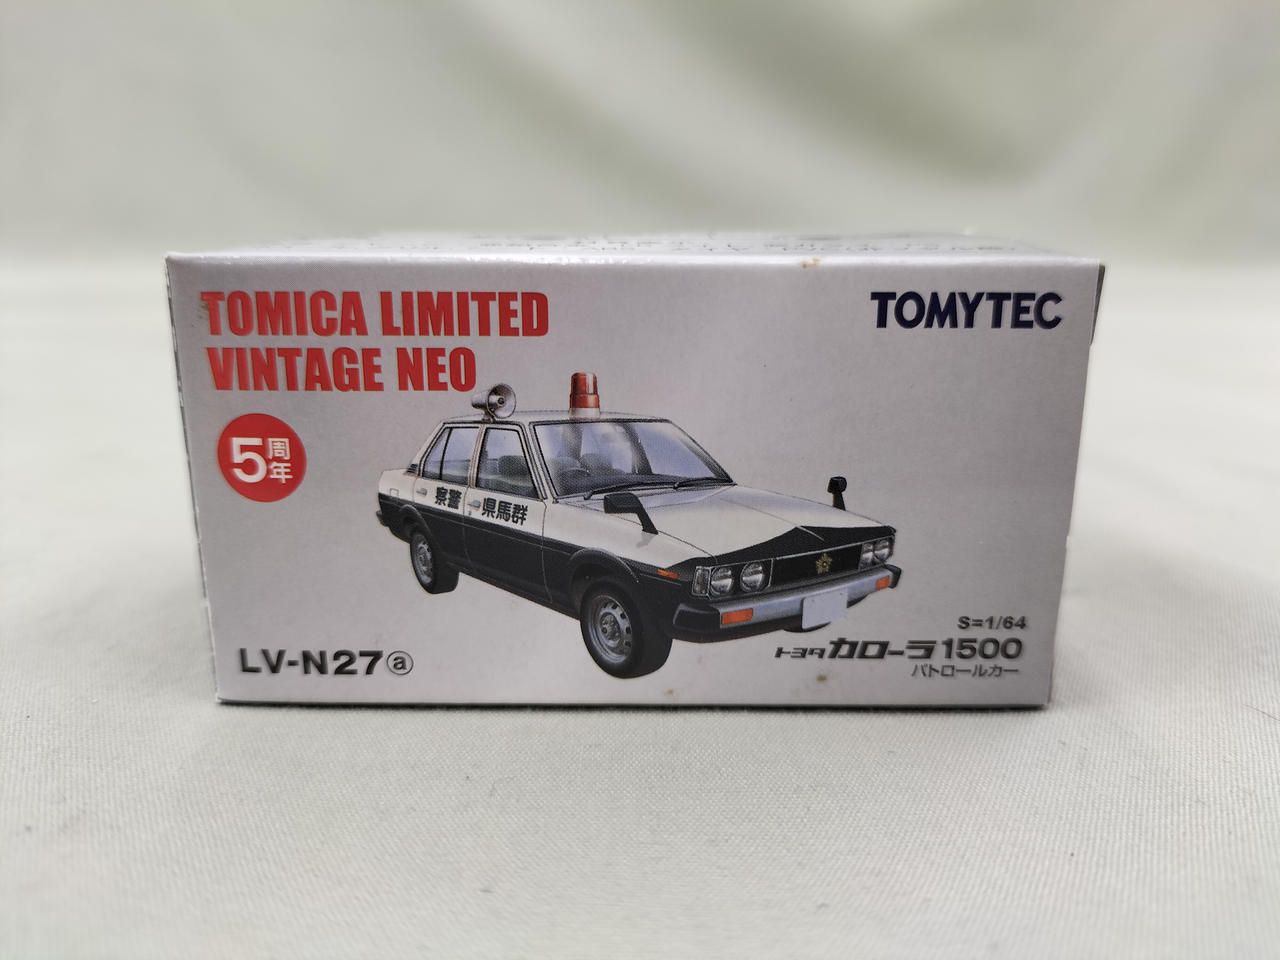 TOMICA LIMITED
VINTAGE NEO
TOMYTEC
5周年
察警 県馬群
S=1/64
LV-N27ⓐ
トヨタ カローラ1500
パトロールカー